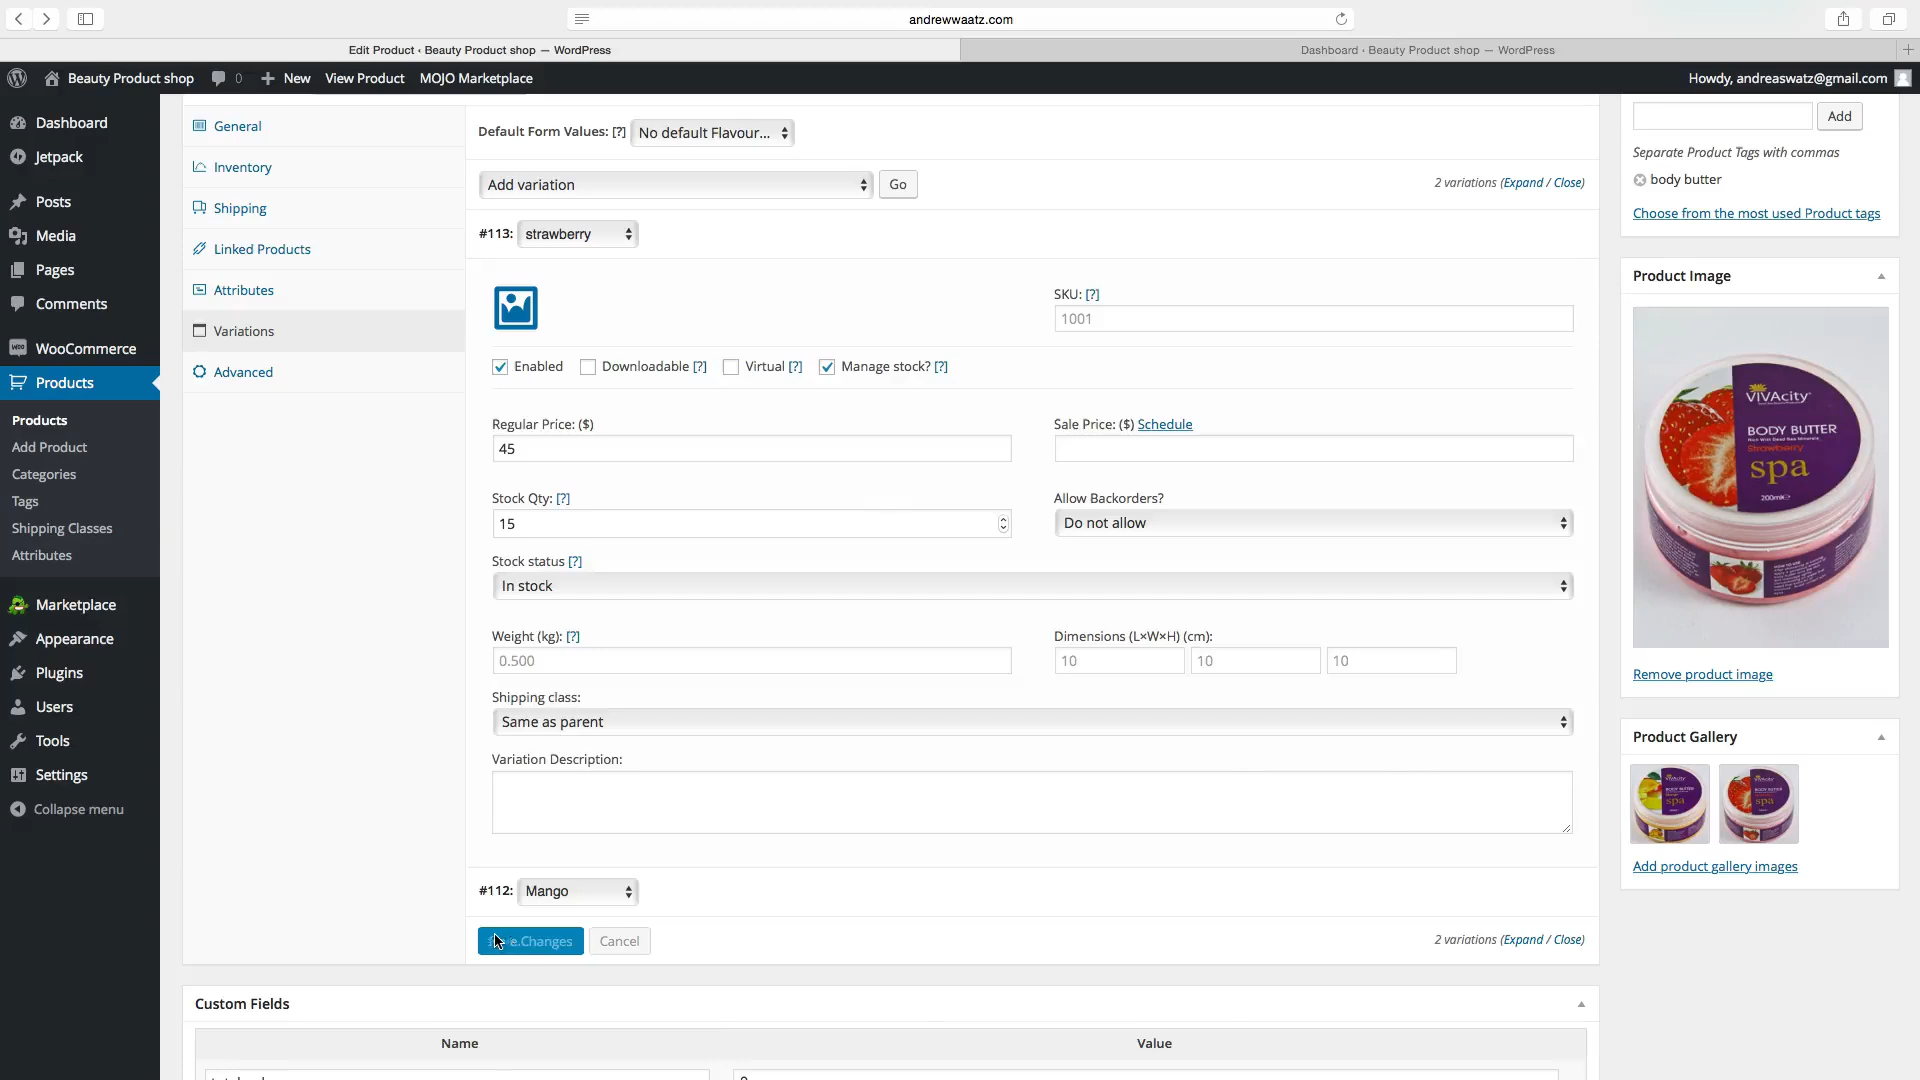 andrewwaatz.com
Edit Product ‹ Beauty Product shop — WordPress
Dashboard ‹ Beauty Product shop — WordPress
Beauty Product shop 0 New View Product MOJO Marketplace
Howdy, andreaswatz@gmail.com
Dashboard
Jetpack
Posts
Media
Pages
Comments
WooCommerce
Products
Products
Add Product
Categories
Tags
Shipping Classes
Attributes
Marketplace
Appearance
Plugins
Users
Tools
Settings
Collapse menu
General
Inventory
Shipping
Linked Products
Attributes
Variations
Advanced
Default Form Values: [?] No default Flavour...
Add variation Go
2 variations (Expand / Close)
#113: strawberry
SKU: [?]
1001
Enabled Downloadable [?] Virtual [?] Manage stock? [?]
Regular Price: ($)
45
Sale Price: ($) Schedule
Stock Qty: [?]
15
Allow Backorders?
Do not allow
Stock status [?]
In stock
Weight (kg): [?]
0.500
Dimensions (L×W×H) (cm):
10 10 10
Shipping class:
Same as parent
Variation Description:
#112: Mango
Changes Cancel
2 variations (Expand / Close)
Custom Fields
Name Value
Add
Separate Product Tags with commas
body butter
Choose from the most used Product tags
Product Image
VIVAcity
BODY BUTTER
Rich With Dead Sea Minerals
Strawberry
spa
200ml
Remove product image
Product Gallery
Add product gallery images